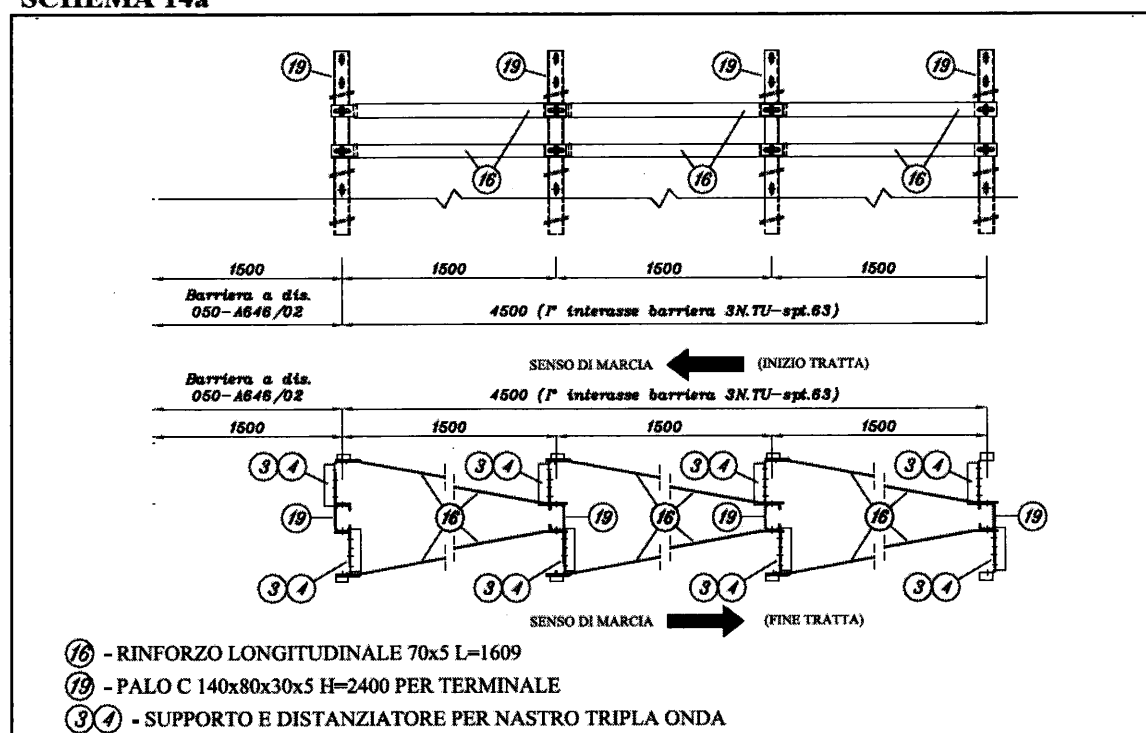 SCHEMA 14a
19 19 19 19
16 16 16
1500 1500 1500 1500
Barriera a dis.
050-A646/02
4500 (I° interasse barriera 3N.TU-spt.63)
SENSO DI MARCIA (INIZIO TRATTA)
Barriera a dis.
050-A646/02
4500 (I° interasse barriera 3N.TU-spt.63)
1500 1500 1500 1500
3 4 3 4 3 4 3 4
19 16 19 16 19 16 19
3 4 3 4 3 4 3 4
SENSO DI MARCIA (FINE TRATTA)
16 - RINFORZO LONGITUDINALE 70x5 L=1609
19 - PALO C 140x80x30x5 H=2400 PER TERMINALE
3 4 - SUPPORTO E DISTANZIATORE PER NASTRO TRIPLA ONDA